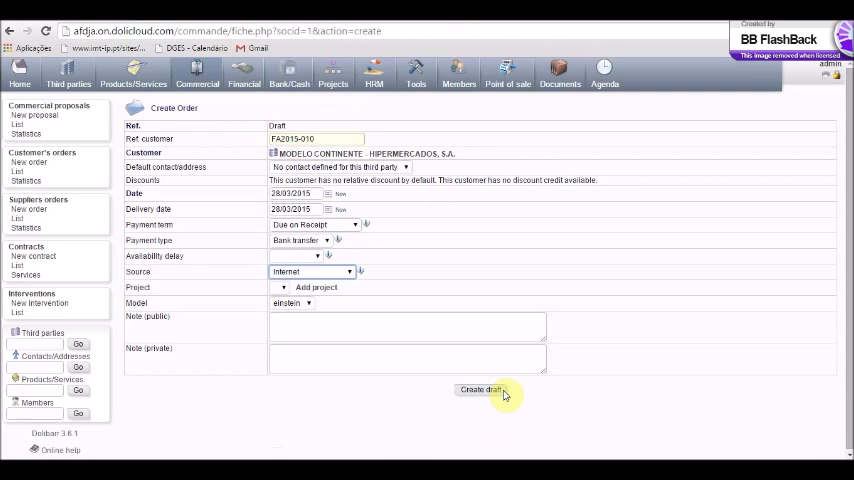 Created by
BB FlashBack
This image removed when licensed
afdja.on.dolicloud.com/commande/fiche.php?socid=1&action=create
Aplicações
www.imt-ip.pt/sites/...
DGES - Calendário
Gmail
admin
Home
Third parties
Products/Services
Commercial
Financial
Bank/Cash
Projects
HRM
Tools
Members
Point of sale
Documents
Agenda
Commercial proposals
New proposal
List
Statistics
Customer's orders
New order
List
Statistics
Suppliers orders
New order
List
Statistics
Contracts
New contract
List
Services
Interventions
New intervention
List
Third parties
Go
Contacts/Addresses
Go
Products/Services
Go
Members
Go
Dolibarr 3.6.1
Online help
Create Order
Ref. Draft
Ref. customer FA2015-010
Customer MODELO CONTINENTE - HIPERMERCADOS, S.A.
Default contact/address No contact defined for this third party
Discounts This customer has no relative discount by default. This customer has no discount credit available.
Date 28/03/2015 Now
Delivery date 28/03/2015 Now
Payment term Due on Receipt
Payment type Bank transfer
Availability delay
Source Internet
Project Add project
Model einstein
Note (public)
Note (private)
Create draft